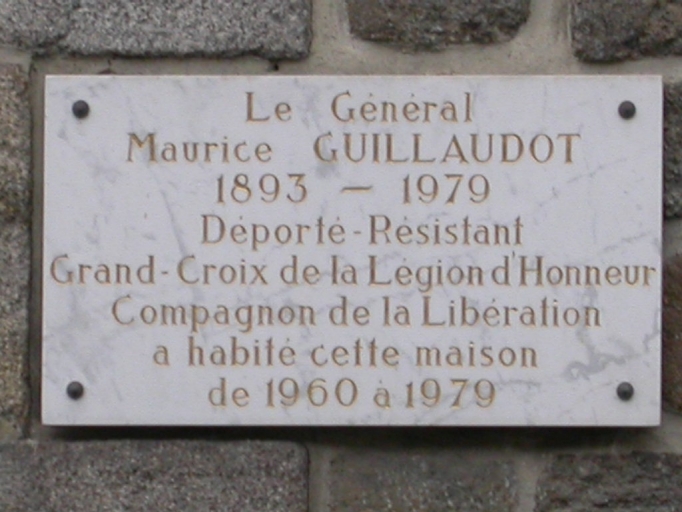 Le Général
Maurice GUILLAUDOT
1893 - 1979
Déporté-Résistant
Grand-Croix de la Légion d'Honneur
Compagnon de la Libération
a habité cette maison
de 1960 à 1979